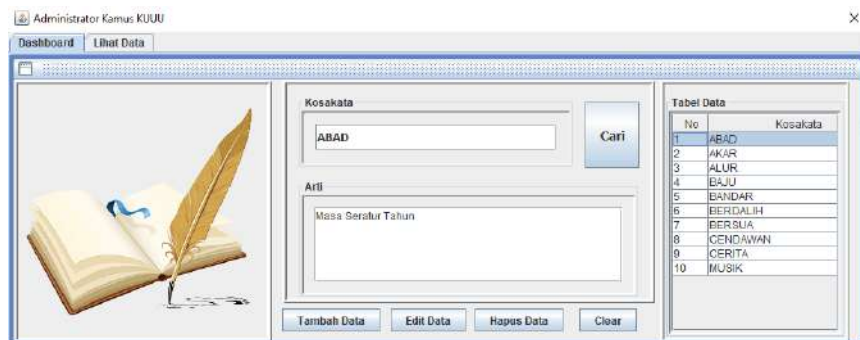 Administrator Kamus KUUU
Dashboard Lihat Data
Kosakata
ABAD
Cari
Arti
Masa Seratur Tahun
Tambah Data Edit Data Hapus Data Clear
Tabel Data
No Kosakata
1 ABAD
2 AKAR
3 ALUR
4 BAJU
5 BANDAR
6 BERDALIH
7 BERSUA
8 CENDAWAN
9 CERITA
10 MUSIK